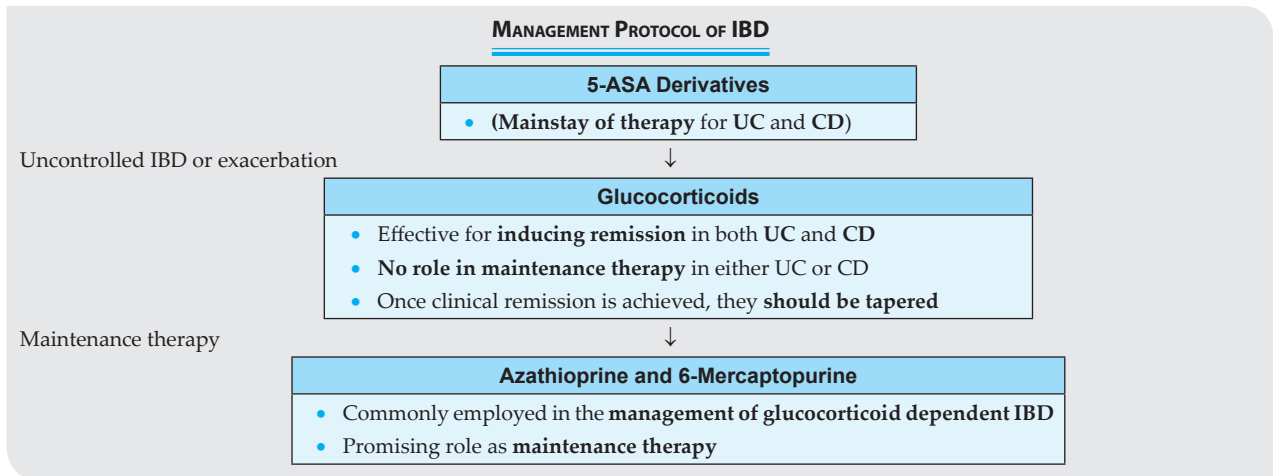 MANAGEMENT PROTOCOL OF IBD
5-ASA Derivatives
• (Mainstay of therapy for UC and CD)
Uncontrolled IBD or exacerbation
↓
Glucocorticoids
• Effective for inducing remission in both UC and CD
• No role in maintenance therapy in either UC or CD
• Once clinical remission is achieved, they should be tapered
Maintenance therapy
↓
Azathioprine and 6-Mercaptopurine
• Commonly employed in the management of glucocorticoid dependent IBD
• Promising role as maintenance therapy